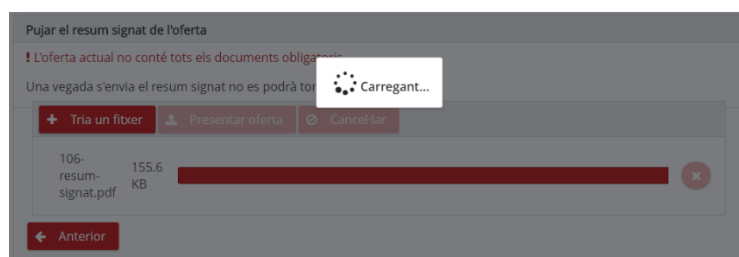 Pujar el resum signat de l'oferta
! L'oferta actual no conté tots els documents obligatoris
Una vegada s'envia el resum signat no es podrà
Carregant...
+ Tria un fitxer Presentar oferta Cancel·lar
106-
resum-
signat.pdf
155.6
KB
Anterior